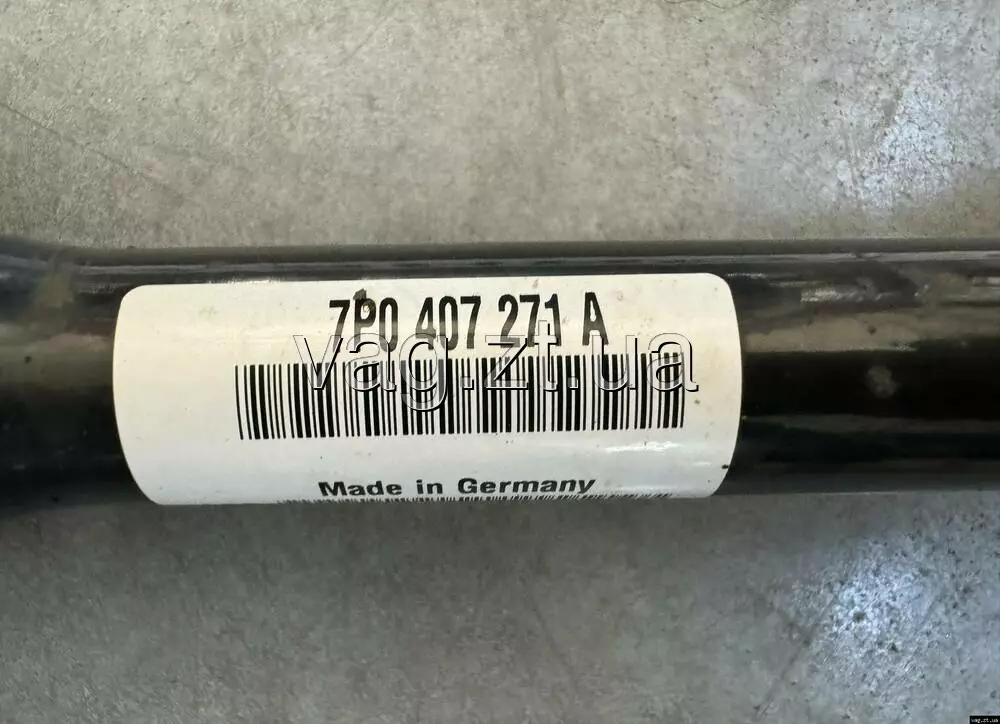 7P0 407 271 A
vag.zt.ua
Made in Germany
vag.zt.ua